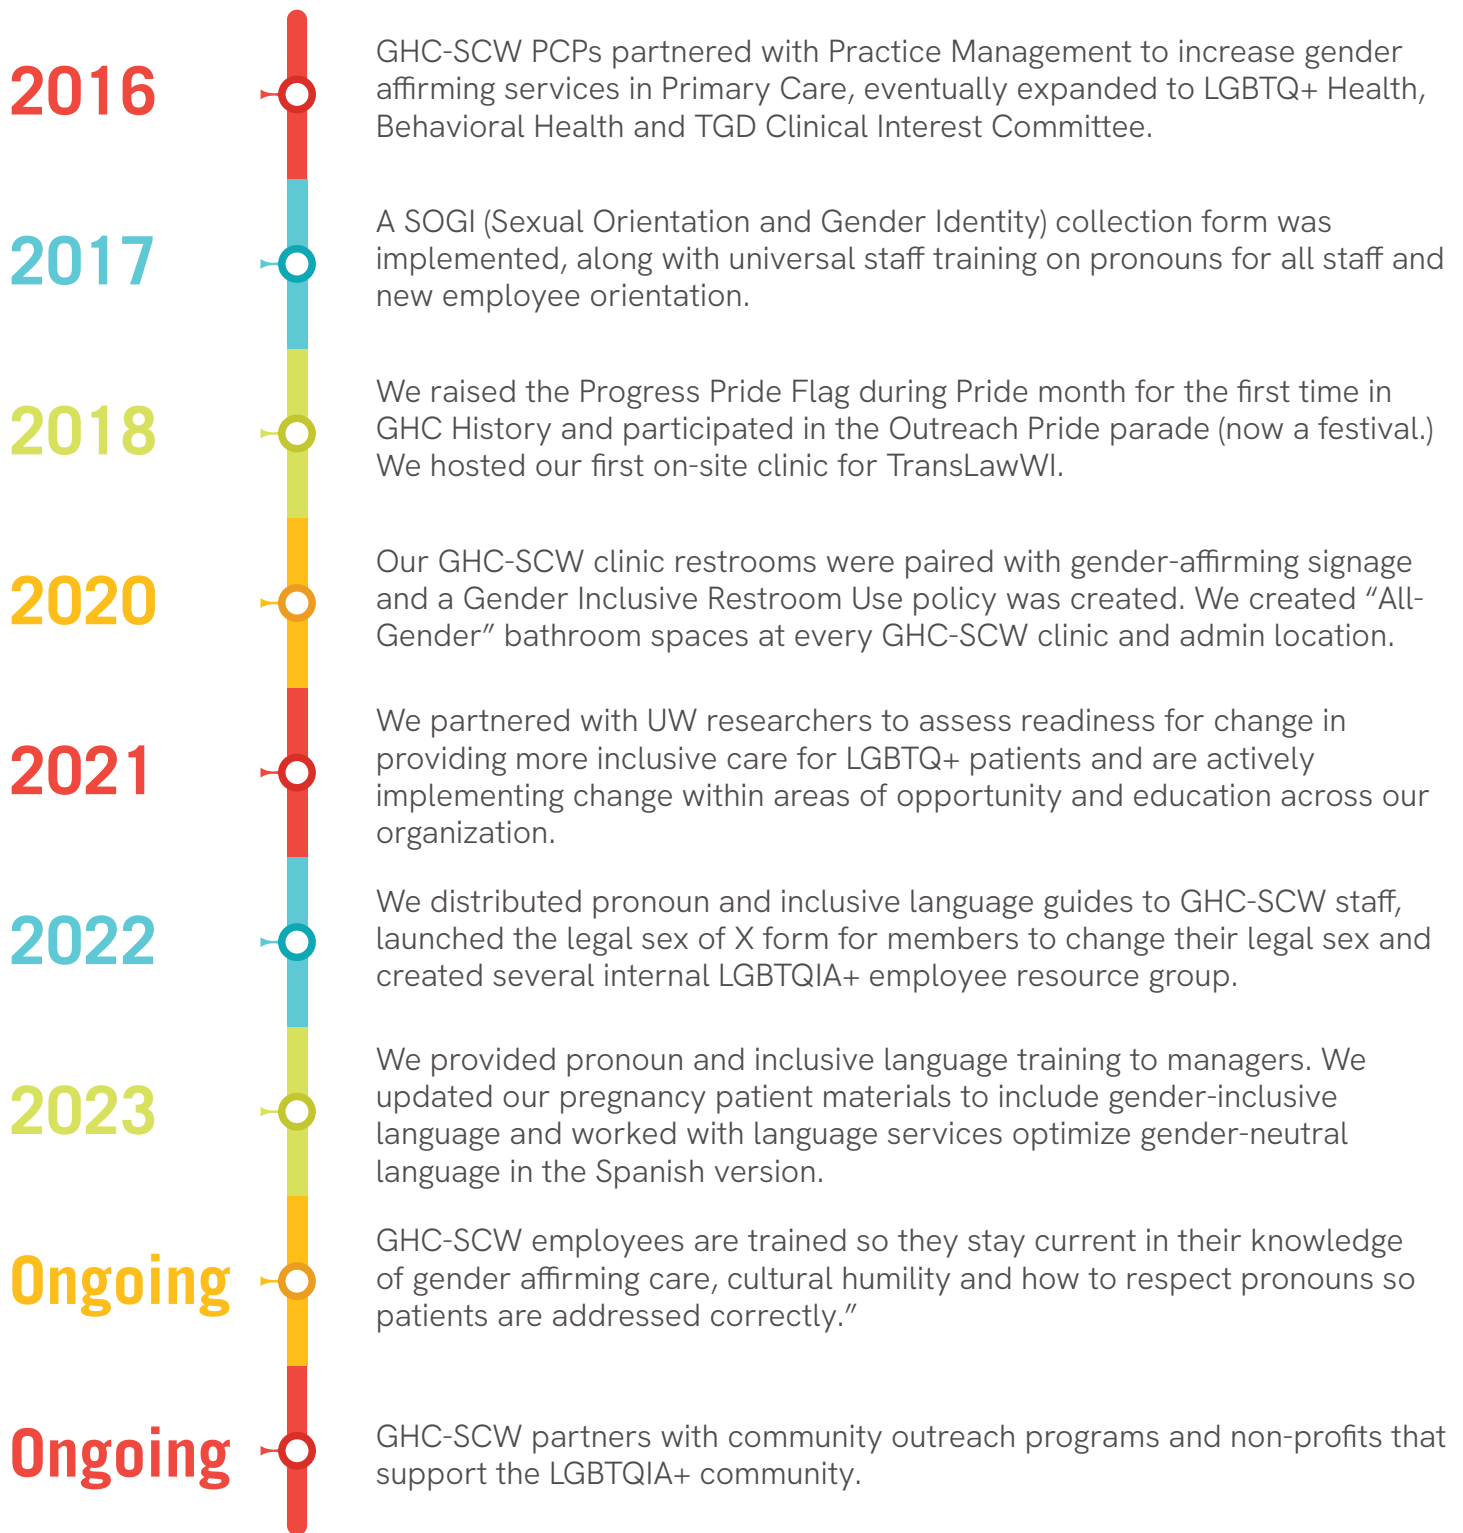 2016
GHC-SCW PCPs partnered with Practice Management to increase gender
affirming services in Primary Care, eventually expanded to LGBTQ+ Health,
Behavioral Health and TGD Clinical Interest Committee.
2017
A SOGI (Sexual Orientation and Gender Identity) collection form was
implemented, along with universal staff training on pronouns for all staff and
new employee orientation.
2018
We raised the Progress Pride Flag during Pride month for the first time in
GHC History and participated in the Outreach Pride parade (now a festival.)
We hosted our first on-site clinic for TransLawWI.
2020
Our GHC-SCW clinic restrooms were paired with gender-affirming signage
and a Gender Inclusive Restroom Use policy was created. We created “All-
Gender” bathroom spaces at every GHC-SCW clinic and admin location.
2021
We partnered with UW researchers to assess readiness for change in
providing more inclusive care for LGBTQ+ patients and are actively
implementing change within areas of opportunity and education across our
organization.
2022
We distributed pronoun and inclusive language guides to GHC-SCW staff,
launched the legal sex of X form for members to change their legal sex and
created several internal LGBTQIA+ employee resource group.
2023
We provided pronoun and inclusive language training to managers. We
updated our pregnancy patient materials to include gender-inclusive
language and worked with language services optimize gender-neutral
language in the Spanish version.
Ongoing
GHC-SCW employees are trained so they stay current in their knowledge
of gender affirming care, cultural humility and how to respect pronouns so
patients are addressed correctly.”
Ongoing
GHC-SCW partners with community outreach programs and non-profits that
support the LGBTQIA+ community.